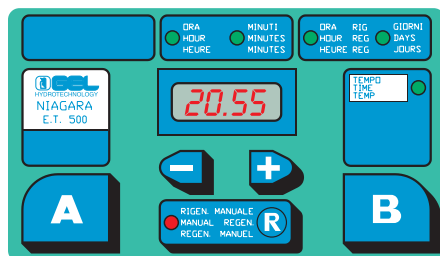 ORA
HOUR
HEURE
MINUTI
MINUTES
MINUTES
ORA RIG
HOUR REG
HEURE REG
GIORNI
DAYS
JOURS
GEL
HYDROTECHNOLOGY
NIAGARA
E.T. 500
20.55
TEMPO
TIME
TEMP
- +
A
RIGEN. MANUALE
MANUAL REGEN.
REGEN. MANUEL
R
B